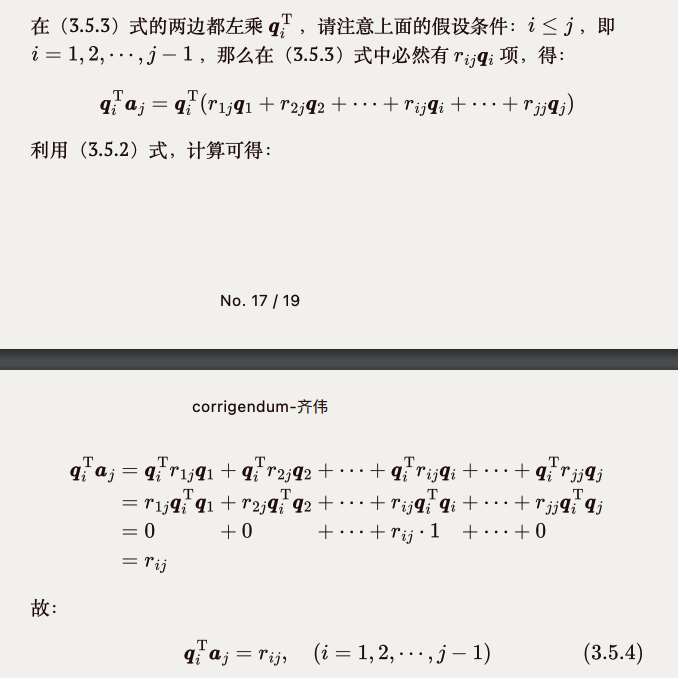 在（3.5.3）式的两边都左乘 $\boldsymbol{q}_i^{\mathrm{T}}$ ，请注意上面的假设条件：$i \leq j$ ，即
$i = 1, 2, \cdots, j-1$ ，那么在（3.5.3）式中必然有 $r_{ij}\boldsymbol{q}_i$ 项，得：
$\boldsymbol{q}_i^{\mathrm{T}}\boldsymbol{a}_j = \boldsymbol{q}_i^{\mathrm{T}}(r_{1j}\boldsymbol{q}_1 + r_{2j}\boldsymbol{q}_2 + \cdots + r_{ij}\boldsymbol{q}_i + \cdots + r_{jj}\boldsymbol{q}_j)$
利用（3.5.2）式，计算可得：
No. 17 / 19
corrigendum-齐伟
$\boldsymbol{q}_i^{\mathrm{T}}\boldsymbol{a}_j = \boldsymbol{q}_i^{\mathrm{T}}r_{1j}\boldsymbol{q}_1 + \boldsymbol{q}_i^{\mathrm{T}}r_{2j}\boldsymbol{q}_2 + \cdots + \boldsymbol{q}_i^{\mathrm{T}}r_{ij}\boldsymbol{q}_i + \cdots + \boldsymbol{q}_i^{\mathrm{T}}r_{jj}\boldsymbol{q}_j$
$= r_{1j}\boldsymbol{q}_i^{\mathrm{T}}\boldsymbol{q}_1 + r_{2j}\boldsymbol{q}_i^{\mathrm{T}}\boldsymbol{q}_2 + \cdots + r_{ij}\boldsymbol{q}_i^{\mathrm{T}}\boldsymbol{q}_i + \cdots + r_{jj}\boldsymbol{q}_i^{\mathrm{T}}\boldsymbol{q}_j$
$= 0 + 0 + \cdots + r_{ij} \cdot 1 + \cdots + 0$
$= r_{ij}$
故：
$\boldsymbol{q}_i^{\mathrm{T}}\boldsymbol{a}_j = r_{ij}, \quad (i = 1, 2, \cdots, j-1)$ (3.5.4)